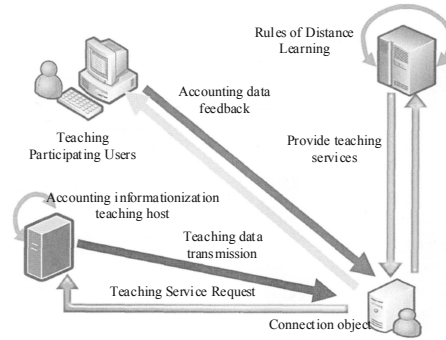 Rules of Distance
Learning
Accounting data
feedback
Teaching
Participating Users
Provide teaching
services
Accounting informationization
teaching host
Teaching data
transmission
Teaching Service Request
Connection object